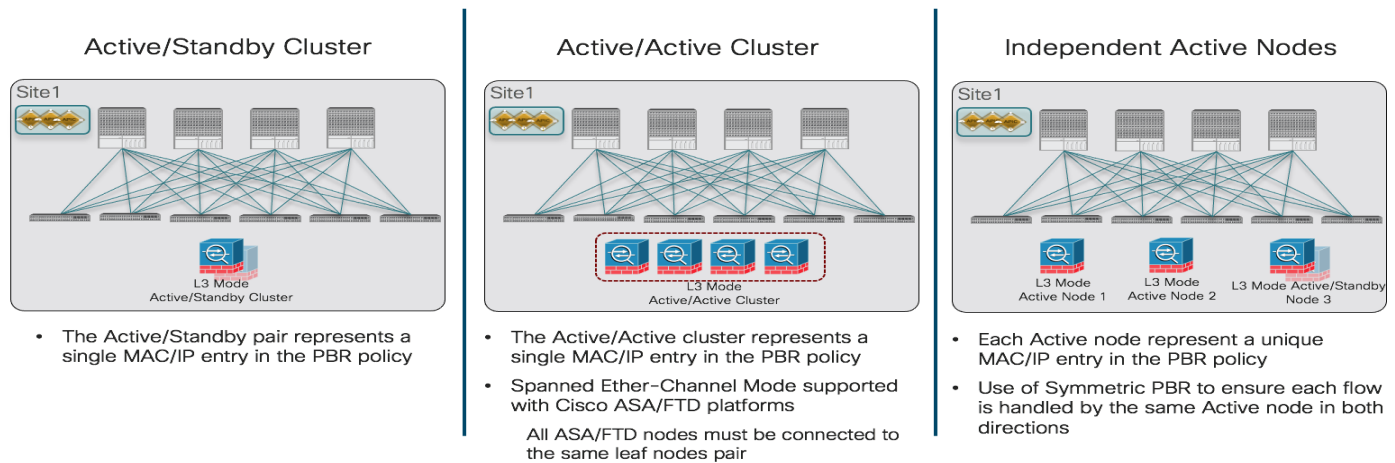 Active/Standby Cluster
Site1
L3 Mode
Active/Standby Cluster
• The Active/Standby pair represents a
single MAC/IP entry in the PBR policy
Active/Active Cluster
Site1
L3 Mode
Active/Active Cluster
• The Active/Active cluster represents a
single MAC/IP entry in the PBR policy
• Spanned Ether-Channel Mode supported
with Cisco ASA/FTD platforms
All ASA/FTD nodes must be connected to
the same leaf nodes pair
Independent Active Nodes
Site1
L3 Mode
Active Node 1
L3 Mode
Active Node 2
L3 Mode Active/Standby
Node 3
• Each Active node represent a unique
MAC/IP entry in the PBR policy
• Use of Symmetric PBR to ensure each flow
is handled by the same Active node in both
directions